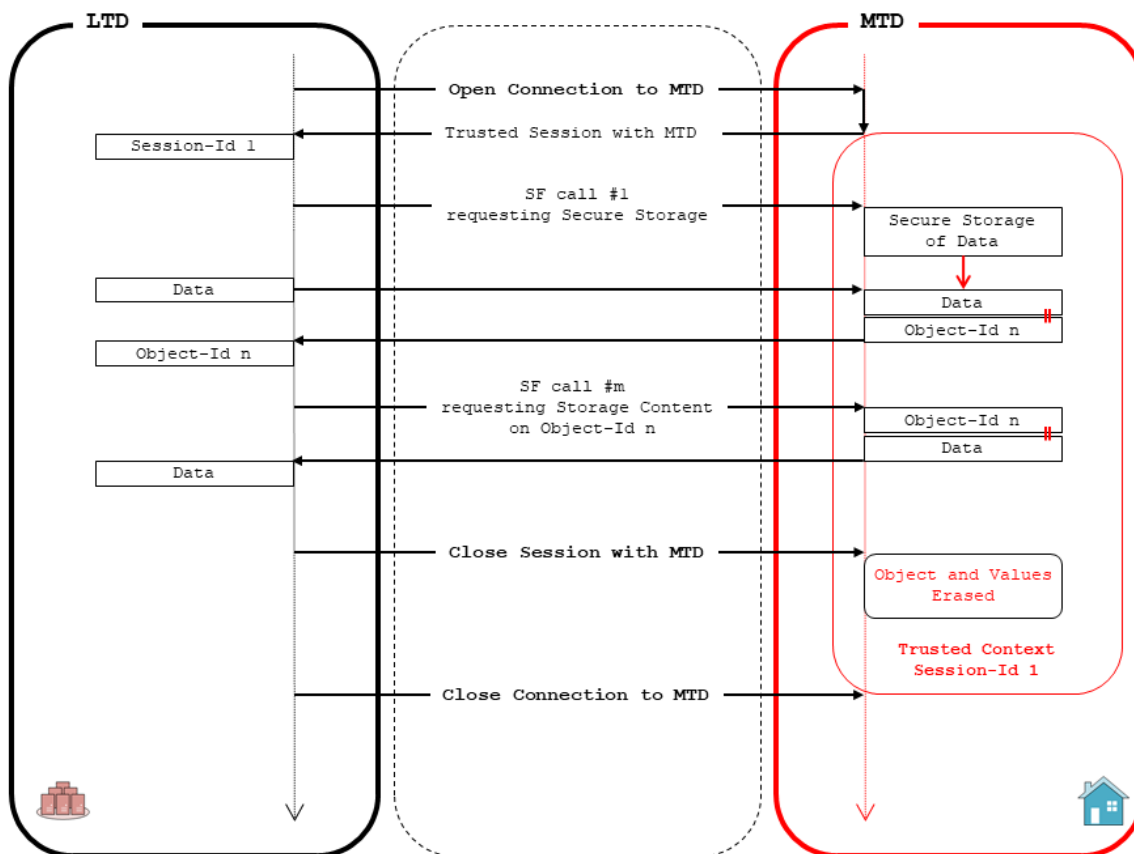 LTD
MTD
Open Connection to MTD
Trusted Session with MTD
Session-Id 1
SF call #1
requesting Secure Storage
Secure Storage
of Data
Data
Data
Object-Id n
Object-Id n
SF call #m
requesting Storage Content
on Object-Id n
Object-Id n
Data
Data
Close Session with MTD
Object and Values
Erased
Trusted Context
Session-Id 1
Close Connection to MTD